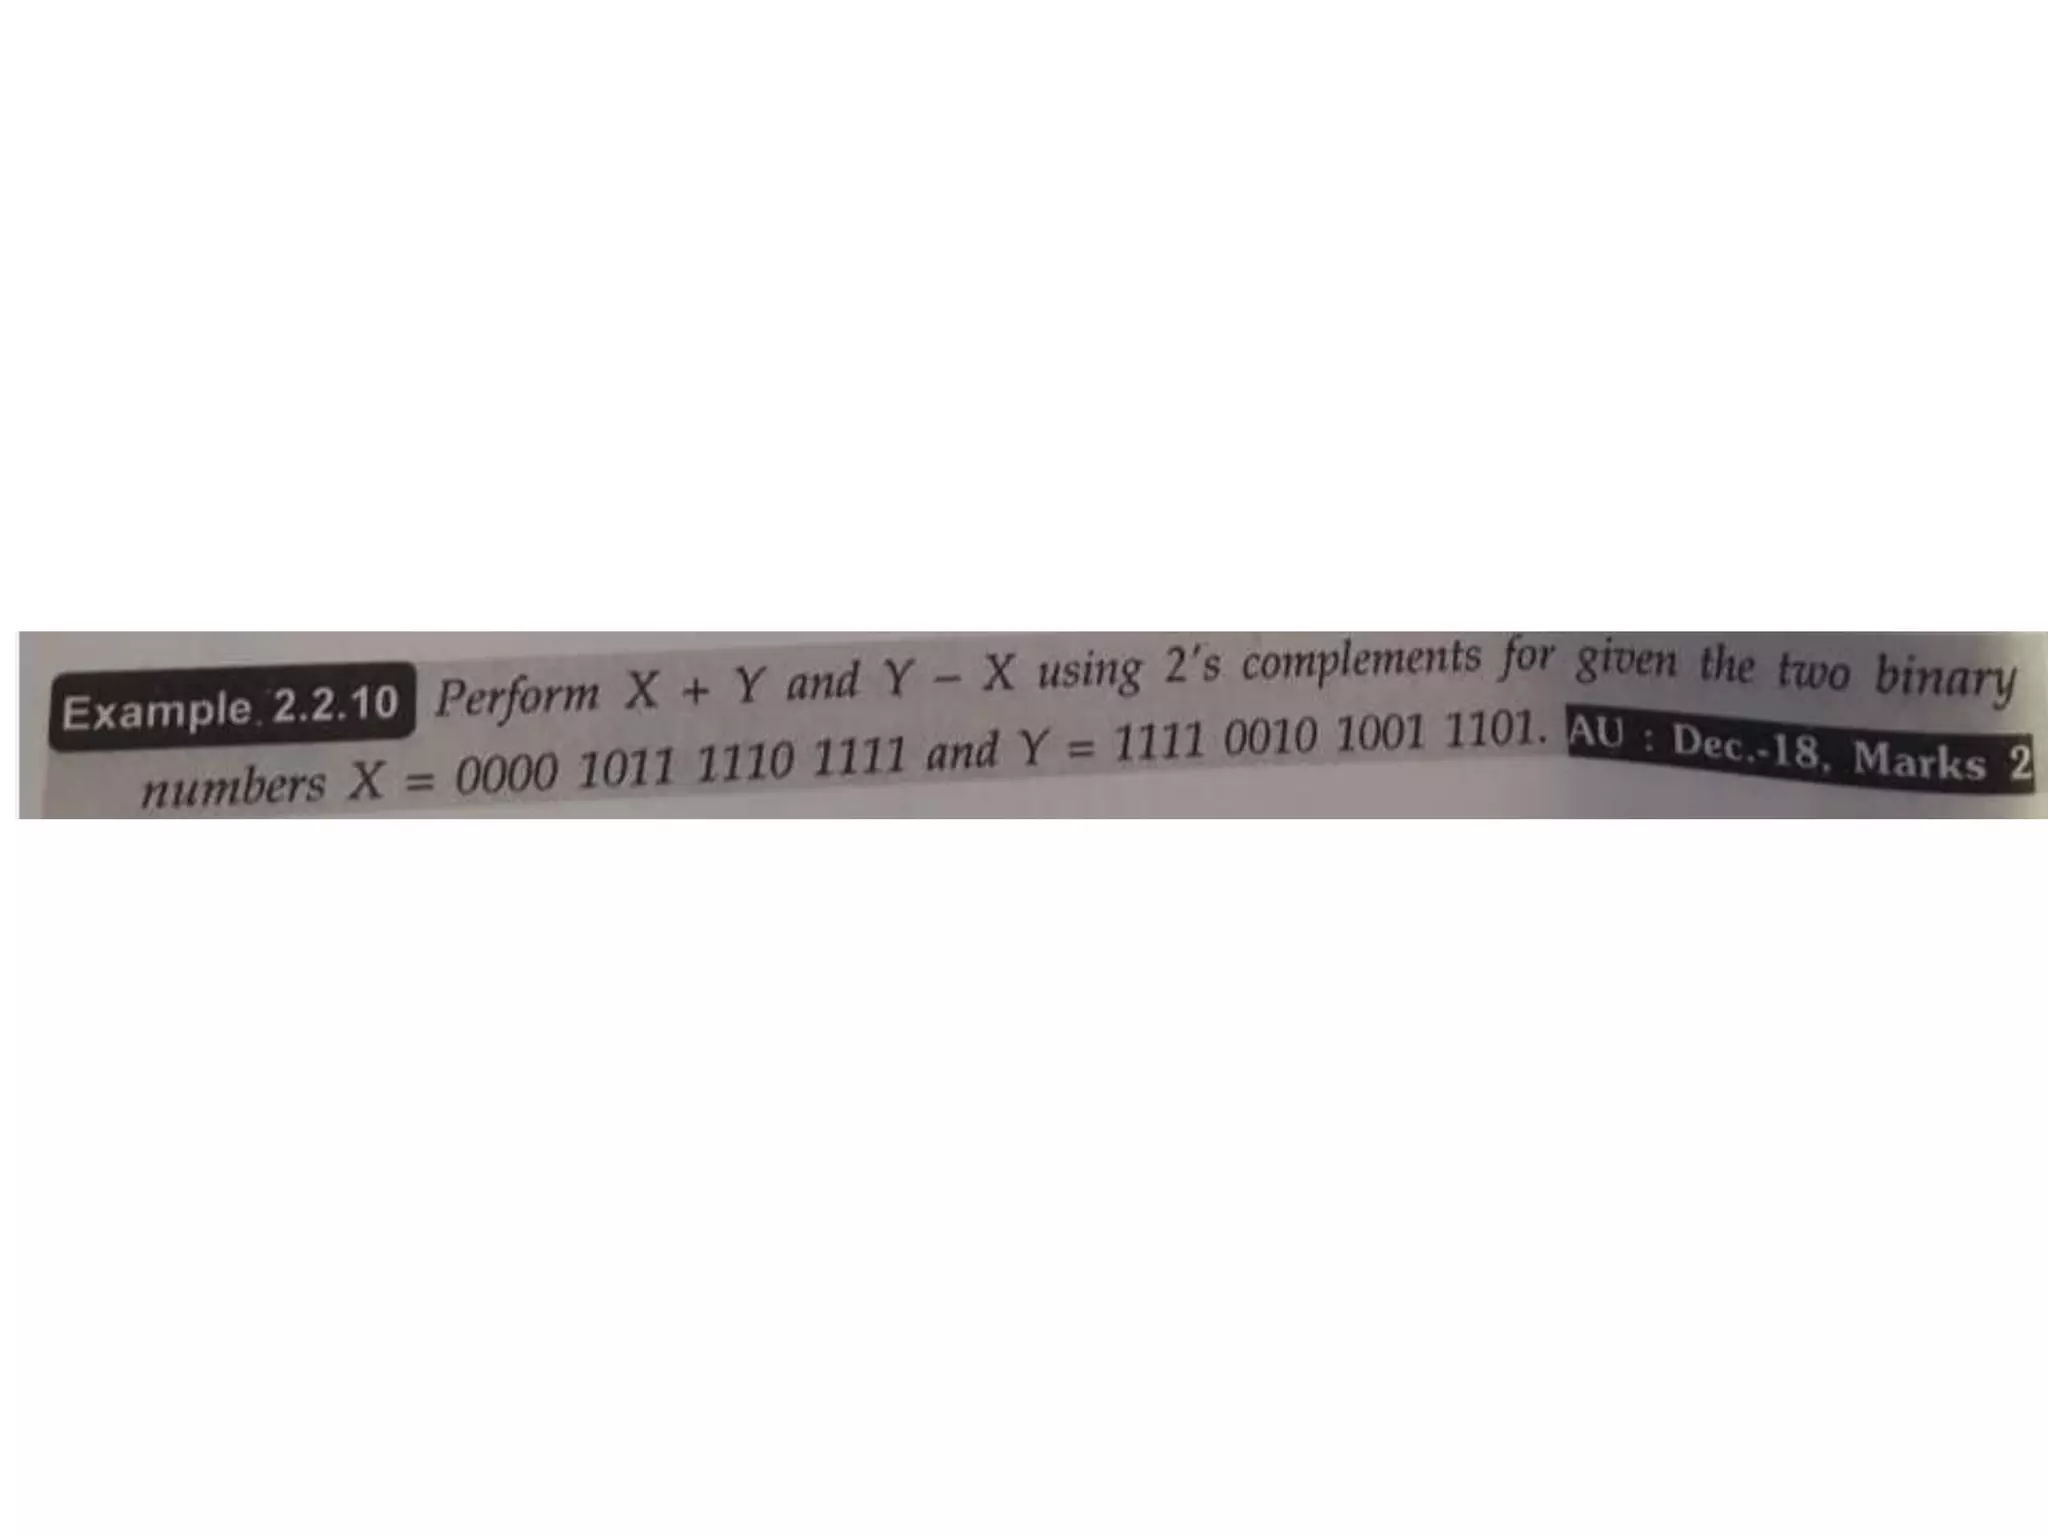 Example 2.2.10 Perform X + Y and Y – X using 2's complements for given the two binary
numbers X = 0000 1011 1110 1111 and Y = 1111 0010 1001 1101. AU : Dec.-18, Marks 2